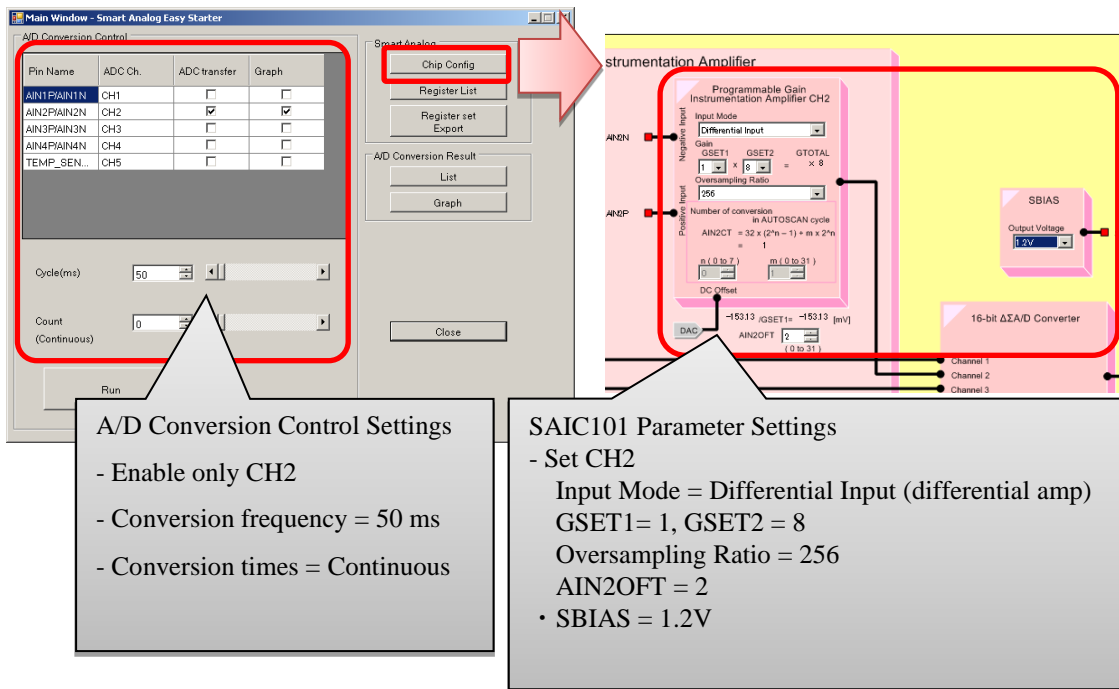 Main Window - Smart Analog Easy Starter
A/D Conversion Control
Pin Name ADC Ch. ADC transfer Graph
AIN1P/AIN1N CH1
AIN2P/AIN2N CH2
AIN3P/AIN3N CH3
AIN4P/AIN4N CH4
TEMP_SEN... CH5
Cycle(ms) 50
Count 0
(Continuous)
Run
Smart Analog
Chip Config
Register List
Register set
Export
A/D Conversion Result
List
Graph
Close
strumentation Amplifier
Programmable Gain
Instrumentation Amplifier CH2
Input Mode
Differential Input
Gain
GSET1 GSET2 GTOTAL
1 x 8 = × 8
Oversampling Ratio
256
Number of conversion
in AUTOSCAN cycle
AIN2CT = 32 x (2^n – 1) + m x 2^n
= 1
n ( 0 to 7 ) m ( 0 to 31 )
0 1
DC Offset
Negative Input
Positive Input
AIN2N
AIN2P
DAC
-153.13 /GSET1= -153.13 [mV]
AIN2OFT 2
( 0 to 31 )
SBIAS
Output Voltage
1.2V
16-bit ΔΣA/D Converter
Channel 1
Channel 2
Channel 3
A/D Conversion Control Settings
- Enable only CH2
- Conversion frequency = 50 ms
- Conversion times = Continuous
SAIC101 Parameter Settings
- Set CH2
Input Mode = Differential Input (differential amp)
GSET1= 1, GSET2 = 8
Oversampling Ratio = 256
AIN2OFT = 2
・SBIAS = 1.2V